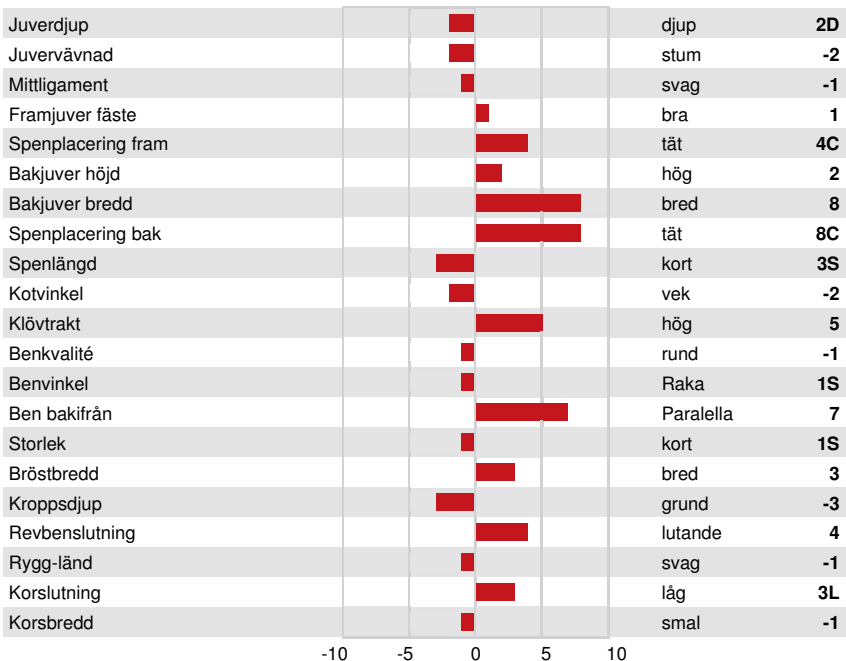 Juverdjup djup 2D
Juvervävnad stum -2
Mittligament svag -1
Framjuver fäste bra 1
Spenplacering fram tät 4C
Bakjuver höjd hög 2
Bakjuver bredd bred 8
Spenplacering bak tät 8C
Spenlängd kort 3S
Kotvinkel vek -2
Klövtrakt hög 5
Benkvalité rund -1
Benvinkel Raka 1S
Ben bakifrån Paralella 7
Storlek kort 1S
Bröstbredd bred 3
Kroppsdjup grund -3
Revbenslutning lutande 4
Rygg-länd svag -1
Korslutning låg 3L
Korsbredd smal -1
-10 -5 0 5 10